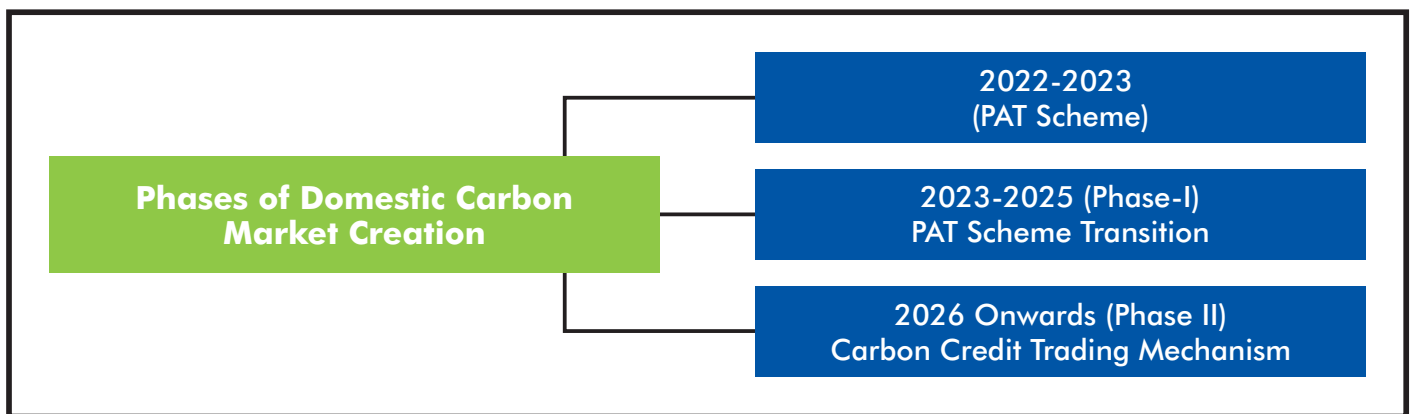 Phases of Domestic Carbon
Market Creation
2022-2023
(PAT Scheme)
2023-2025 (Phase-I)
PAT Scheme Transition
2026 Onwards (Phase II)
Carbon Credit Trading Mechanism